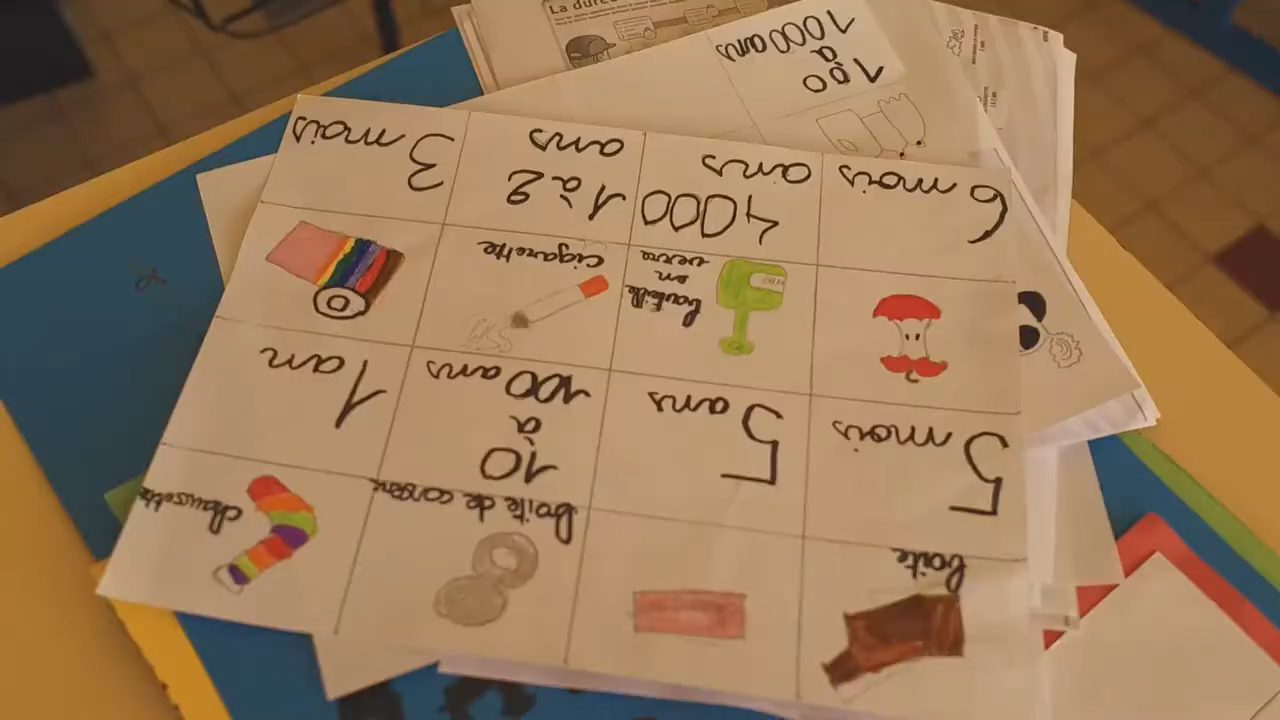 boîte
boîte de conserve
chaussette
5 mois
5 ans
10
à
100 ans
1 an
bouteille
en
verre
cigarette
6 mois
4000
ans
1 à 2
ans
3 mois
100
à
1000 ans
La durée